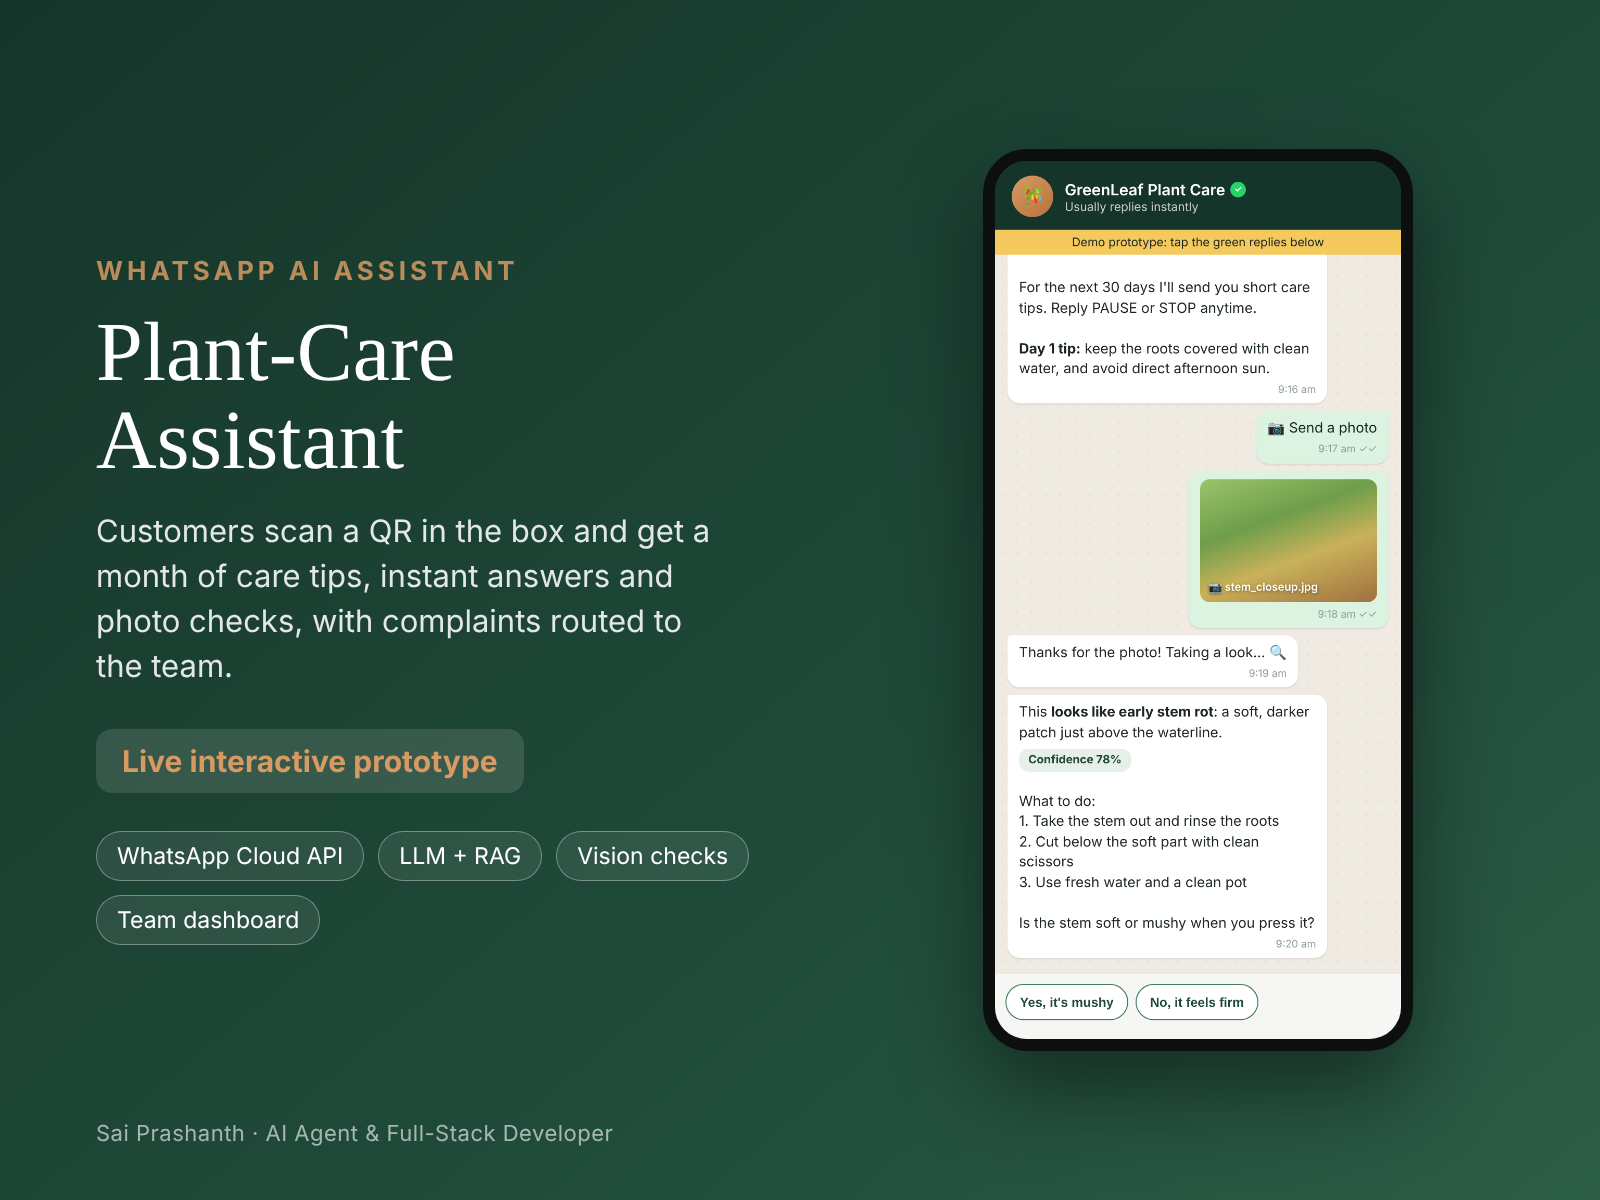 WHATSAPP AI ASSISTANT
Plant-Care
Assistant
Customers scan a QR in the box and get a
month of care tips, instant answers and
photo checks, with complaints routed to
the team.
Live interactive prototype
WhatsApp Cloud API
LLM + RAG
Vision checks
Team dashboard
Sai Prashanth · AI Agent & Full-Stack Developer
GreenLeaf Plant Care
Usually replies instantly
Demo prototype: tap the green replies below
For the next 30 days I'll send you short care
tips. Reply PAUSE or STOP anytime.
Day 1 tip: keep the roots covered with clean
water, and avoid direct afternoon sun.
9:16 am
📷 Send a photo
9:17 am ✓✓
📷 stem_closeup.jpg
9:18 am ✓✓
Thanks for the photo! Taking a look... 🔍
9:19 am
This looks like early stem rot: a soft, darker
patch just above the waterline.
Confidence 78%
What to do:
1. Take the stem out and rinse the roots
2. Cut below the soft part with clean
scissors
3. Use fresh water and a clean pot
Is the stem soft or mushy when you press it?
9:20 am
Yes, it's mushy
No, it feels firm